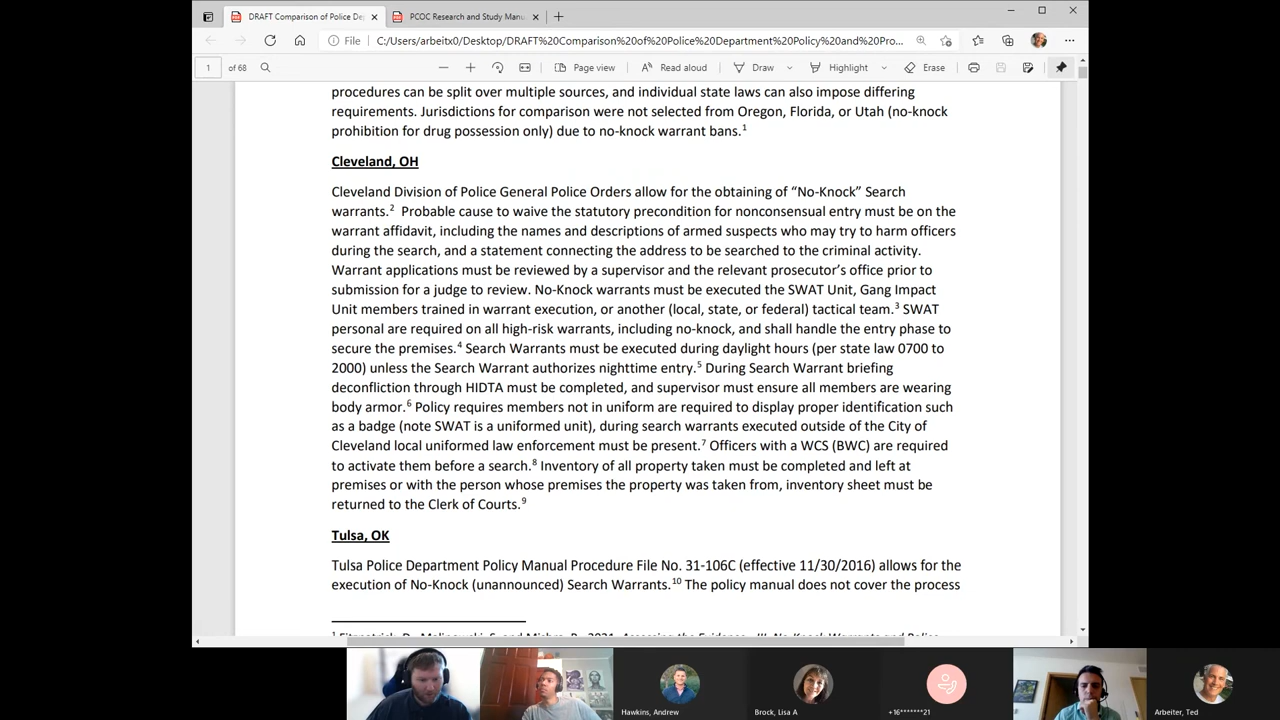 DRAFT Comparison of Police De
PCOC Research and Study Manu
File
C:/Users/arbeitx0/Desktop/DRAFT%20Comparison%20of%20Police%20Department%20Policy%20and%20Pro...
1 of 68
Page view
Read aloud
Draw
Highlight
Erase
procedures can be split over multiple sources, and individual state laws can also impose differing
requirements. Jurisdictions for comparison were not selected from Oregon, Florida, or Utah (no-knock
prohibition for drug possession only) due to no-knock warrant bans.1
Cleveland, OH
Cleveland Division of Police General Police Orders allow for the obtaining of “No-Knock” Search
warrants.2 Probable cause to waive the statutory precondition for nonconsensual entry must be on the
warrant affidavit, including the names and descriptions of armed suspects who may try to harm officers
during the search, and a statement connecting the address to be searched to the criminal activity.
Warrant applications must be reviewed by a supervisor and the relevant prosecutor’s office prior to
submission for a judge to review. No-Knock warrants must be executed the SWAT Unit, Gang Impact
Unit members trained in warrant execution, or another (local, state, or federal) tactical team.3 SWAT
personal are required on all high-risk warrants, including no-knock, and shall handle the entry phase to
secure the premises.4 Search Warrants must be executed during daylight hours (per state law 0700 to
2000) unless the Search Warrant authorizes nighttime entry.5 During Search Warrant briefing
deconfliction through HIDTA must be completed, and supervisor must ensure all members are wearing
body armor.6 Policy requires members not in uniform are required to display proper identification such
as a badge (note SWAT is a uniformed unit), during search warrants executed outside of the City of
Cleveland local uniformed law enforcement must be present.7 Officers with a WCS (BWC) are required
to activate them before a search.8 Inventory of all property taken must be completed and left at
premises or with the person whose premises the property was taken from, inventory sheet must be
returned to the Clerk of Courts.9
Tulsa, OK
Tulsa Police Department Policy Manual Procedure File No. 31-106C (effective 11/30/2016) allows for the
execution of No-Knock (unannounced) Search Warrants.10 The policy manual does not cover the process
Hawkins, Andrew
Brock, Lisa A
+16*******21
Arbeiter, Ted